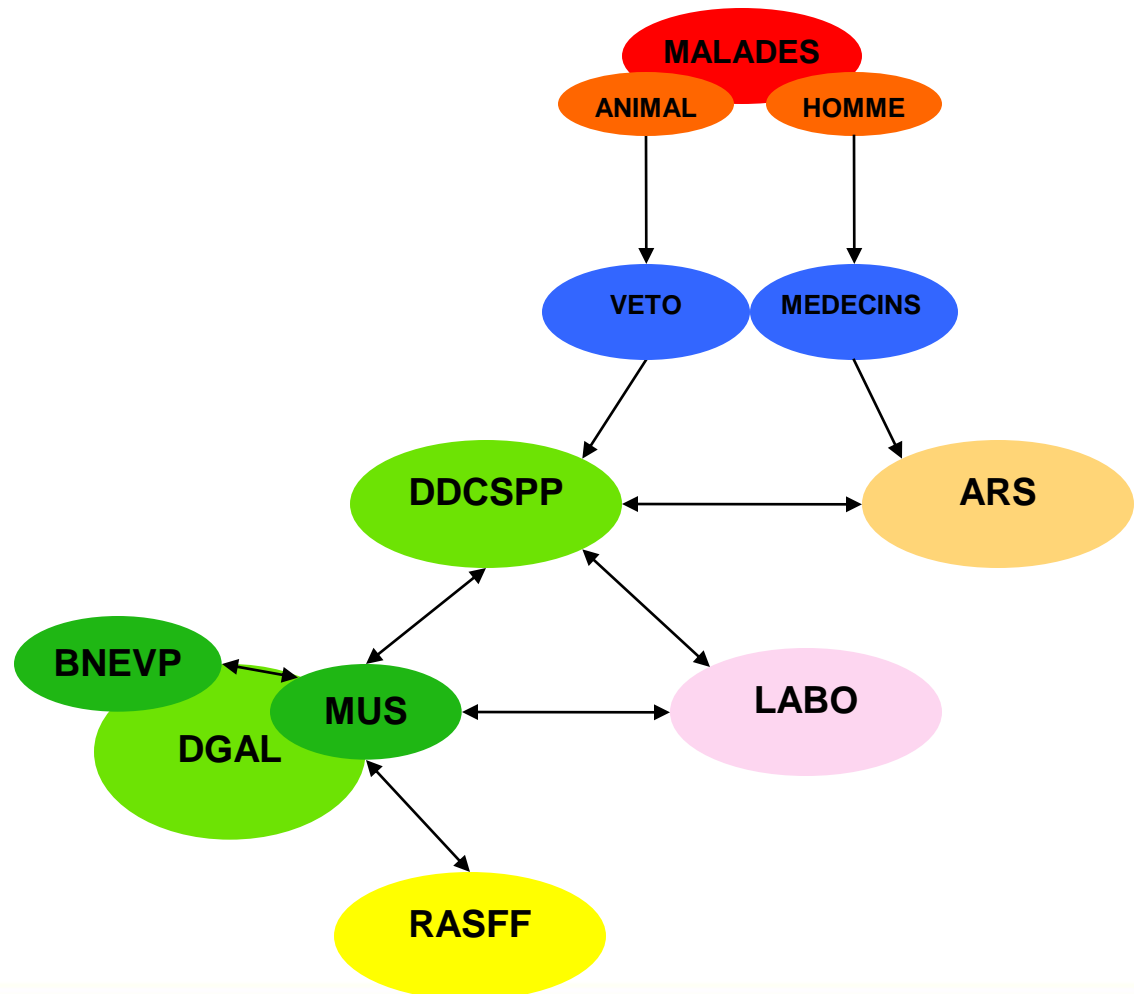 MALADES
ANIMAL
HOMME
VETO
MEDECINS
DDCSPP
ARS
BNEVP
MUS
LABO
DGAL
RASFF